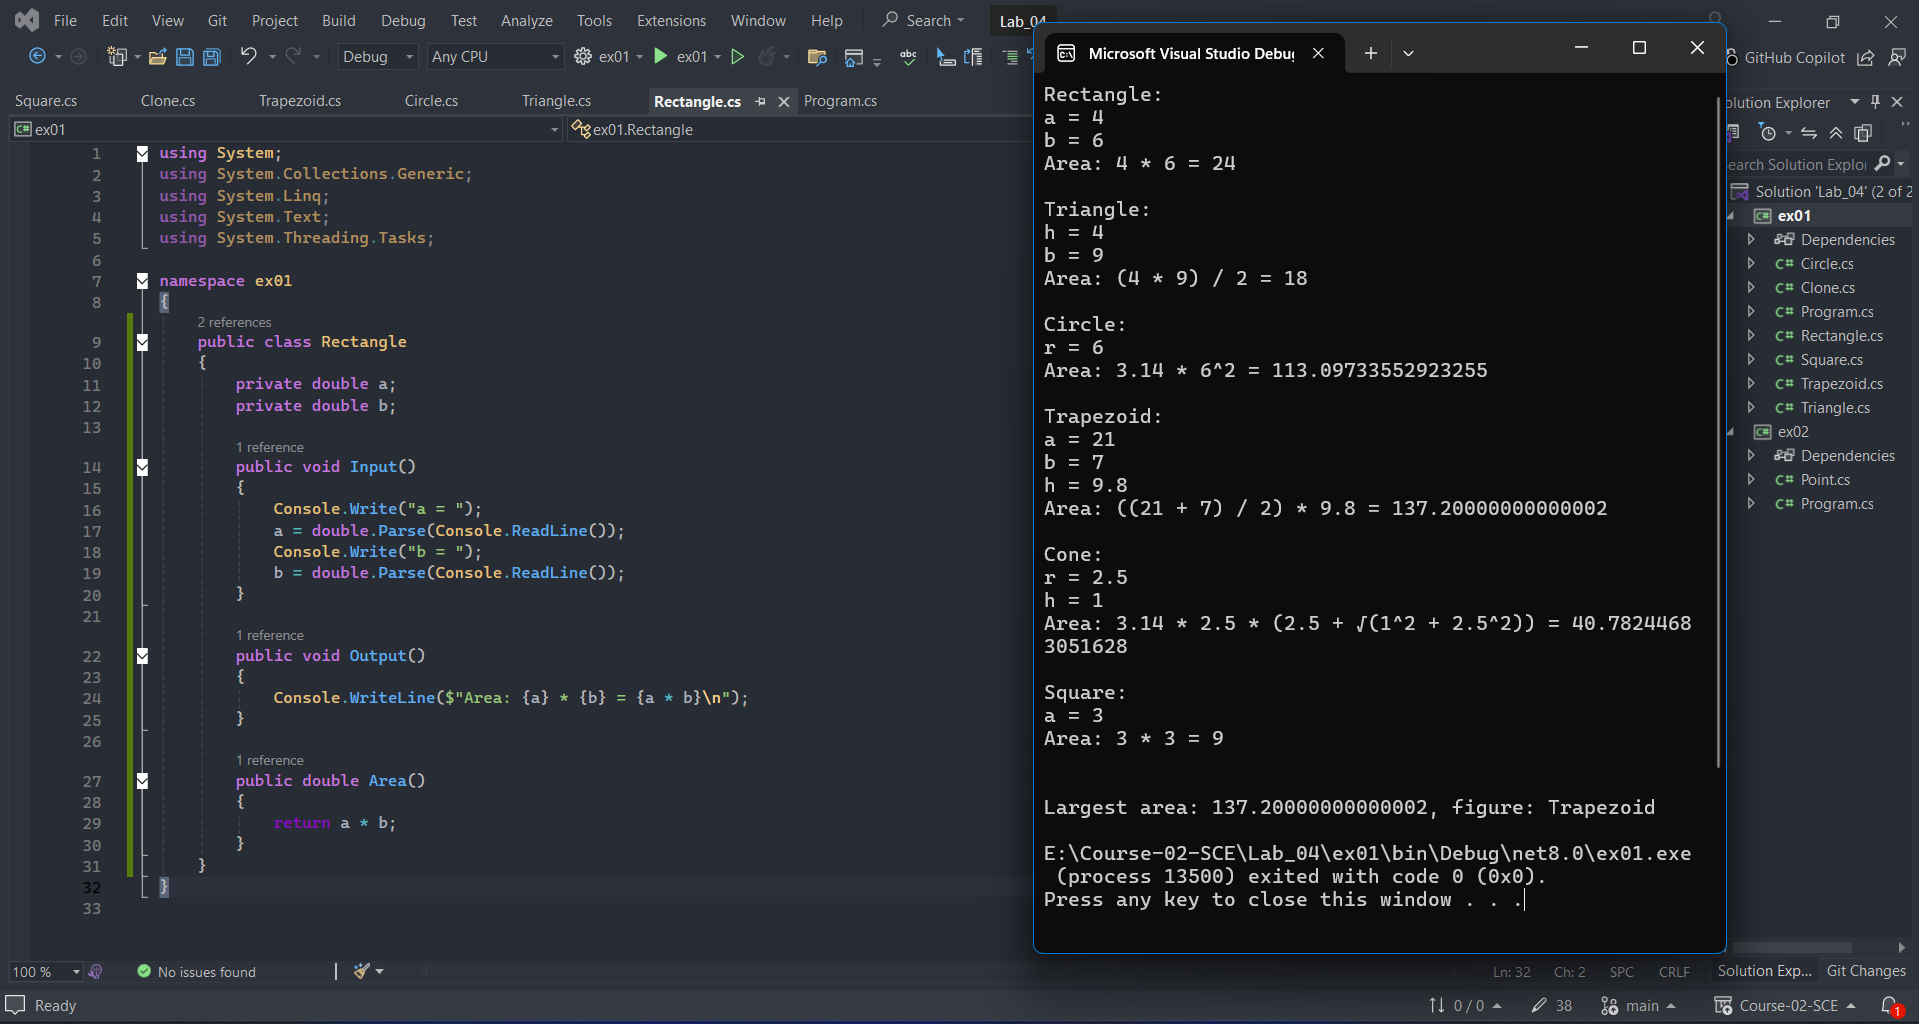 File Edit View Git Project Build Debug Test Analyze Tools Extensions Window Help Search Lab_04
Debug Any CPU ex01 ex01 abc GitHub Copilot
Square.cs Clone.cs Trapezoid.cs Circle.cs Triangle.cs Rectangle.cs Program.cs
C# ex01 ex01.Rectangle
1 using System;
2 using System.Collections.Generic;
3 using System.Linq;
4 using System.Text;
5 using System.Threading.Tasks;
6
7 namespace ex01
8 {
2 references
9 public class Rectangle
10 {
11 private double a;
12 private double b;
13
1 reference
14 public void Input()
15 {
16 Console.Write("a = ");
17 a = double.Parse(Console.ReadLine());
18 Console.Write("b = ");
19 b = double.Parse(Console.ReadLine());
20 }
21
1 reference
22 public void Output()
23 {
24 Console.WriteLine($"Area: {a} * {b} = {a * b}\n");
25 }
26
1 reference
27 public double Area()
28 {
29 return a * b;
30 }
31 }
32 }
33
100 % No issues found Ln: 32 Ch: 2 SPC CRLF
Microsoft Visual Studio Debu
Rectangle:
a = 4
b = 6
Area: 4 * 6 = 24
Triangle:
h = 4
b = 9
Area: (4 * 9) / 2 = 18
Circle:
r = 6
Area: 3.14 * 6^2 = 113.09733552923255
Trapezoid:
a = 21
b = 7
h = 9.8
Area: ((21 + 7) / 2) * 9.8 = 137.20000000000002
Cone:
r = 2.5
h = 1
Area: 3.14 * 2.5 * (2.5 + √(1^2 + 2.5^2)) = 40.7824468
3051628
Square:
a = 3
Area: 3 * 3 = 9
Largest area: 137.20000000000002, figure: Trapezoid
E:\Course-02-SCE\Lab_04\ex01\bin\Debug\net8.0\ex01.exe
(process 13500) exited with code 0 (0x0).
Press any key to close this window . . .
olution Explorer
earch Solution Explo
Solution 'Lab_04' (2 of 2
C# ex01
Dependencies
C# Circle.cs
C# Clone.cs
C# Program.cs
C# Rectangle.cs
C# Square.cs
C# Trapezoid.cs
C# Triangle.cs
C# ex02
Dependencies
C# Point.cs
C# Program.cs
Solution Exp... Git Changes
Ready 0 / 0 38 main Course-02-SCE 1